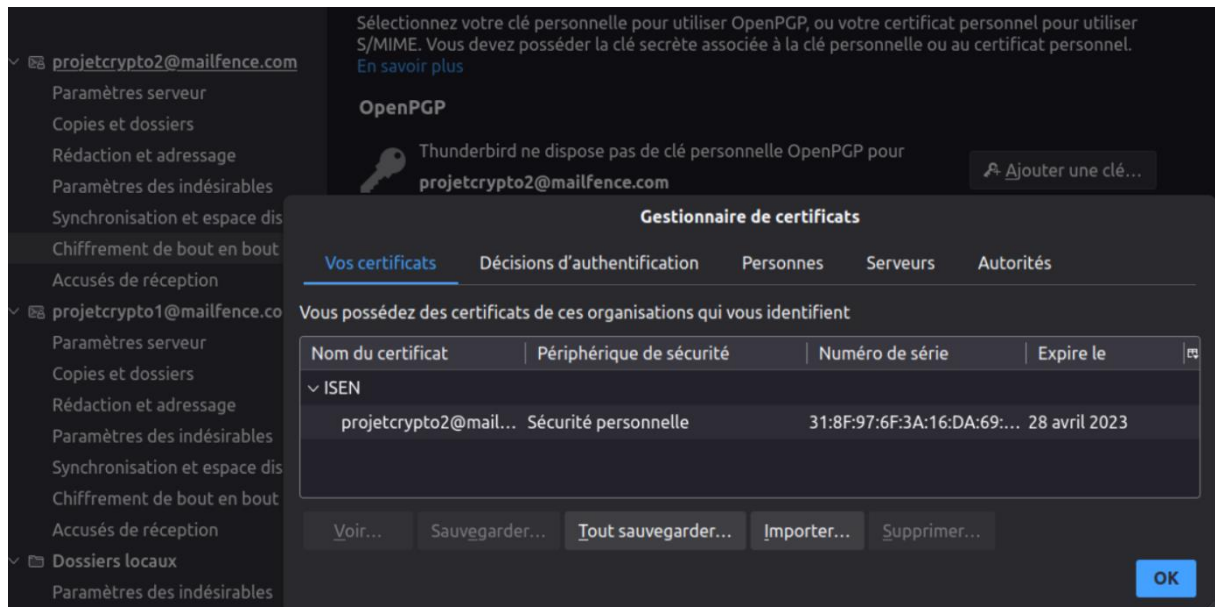 Sélectionnez votre clé personnelle pour utiliser OpenPGP, ou votre certificat personnel pour utiliser
S/MIME. Vous devez posséder la clé secrète associée à la clé personnelle ou au certificat personnel.
En savoir plus
OpenPGP
Thunderbird ne dispose pas de clé personnelle OpenPGP pour
projetcrypto2@mailfence.com
Ajouter une clé...
projetcrypto2@mailfence.com
Paramètres serveur
Copies et dossiers
Rédaction et adressage
Paramètres des indésirables
Synchronisation et espace dis
Chiffrement de bout en bout
Accusés de réception
projetcrypto1@mailfence.co
Paramètres serveur
Copies et dossiers
Rédaction et adressage
Paramètres des indésirables
Synchronisation et espace dis
Chiffrement de bout en bout
Accusés de réception
Dossiers locaux
Paramètres des indésirables
Gestionnaire de certificats
Vos certificats Décisions d'authentification Personnes Serveurs Autorités
Vous possédez des certificats de ces organisations qui vous identifient
Nom du certificat Périphérique de sécurité Numéro de série Expire le
ISEN
projetcrypto2@mail... Sécurité personnelle 31:8F:97:6F:3A:16:DA:69:... 28 avril 2023
Voir... Sauvegarder... Tout sauvegarder... Importer... Supprimer...
OK